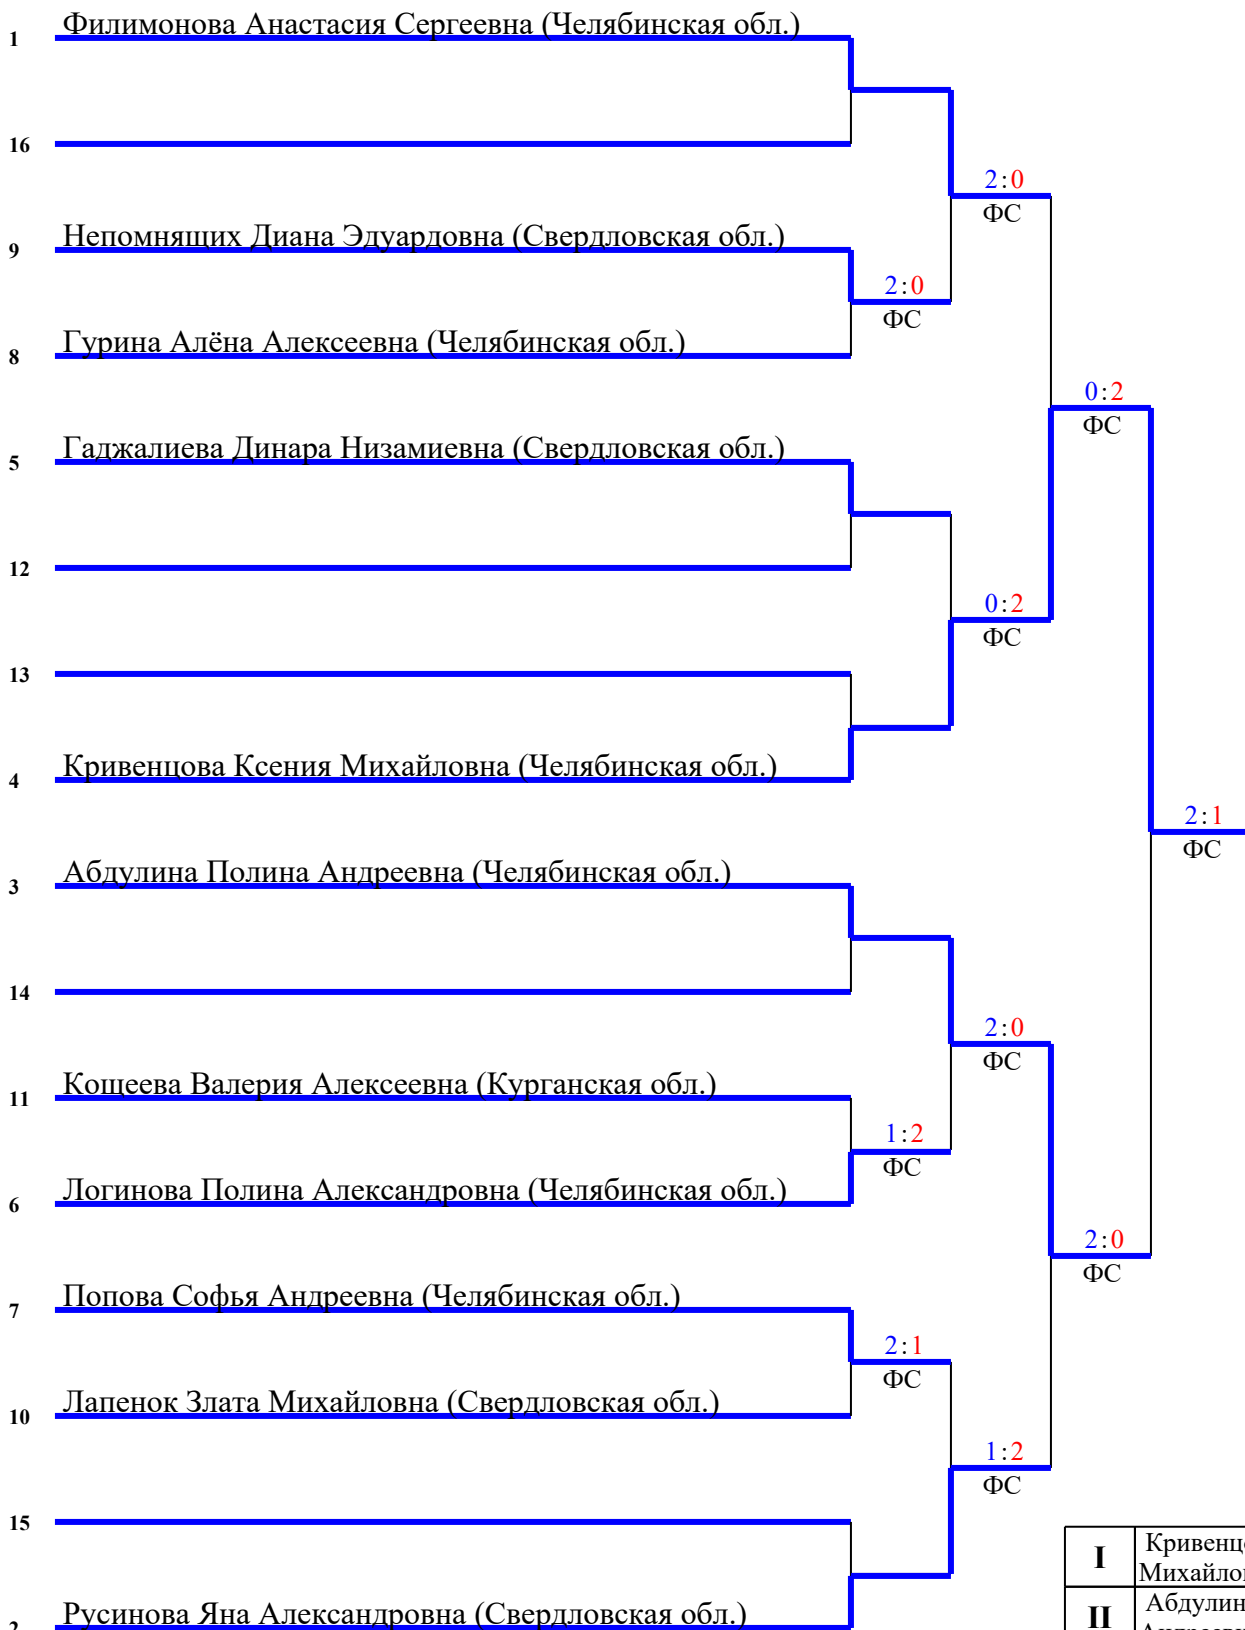 1 Филимонова Анастасия Сергеевна (Челябинская обл.)
16
2:0
ФС
9 Непомнящих Диана Эдуардовна (Свердловская обл.)
2:0
ФС
8 Гурина Алёна Алексеевна (Челябинская обл.)
0:2
ФС
5 Гаджалиева Динара Низамиевна (Свердловская обл.)
12
0:2
ФС
13
4 Кривенцова Ксения Михайловна (Челябинская обл.)
2:1
ФС
3 Абдулина Полина Андреевна (Челябинская обл.)
14
2:0
ФС
11 Кощеева Валерия Алексеевна (Курганская обл.)
1:2
ФС
6 Логинова Полина Александровна (Челябинская обл.)
2:0
ФС
7 Попова Софья Андреевна (Челябинская обл.)
2:1
ФС
10 Лапенок Злата Михайловна (Свердловская обл.)
1:2
ФС
15
I
2 Русинова Яна Александровна (Свердловская обл.)
II